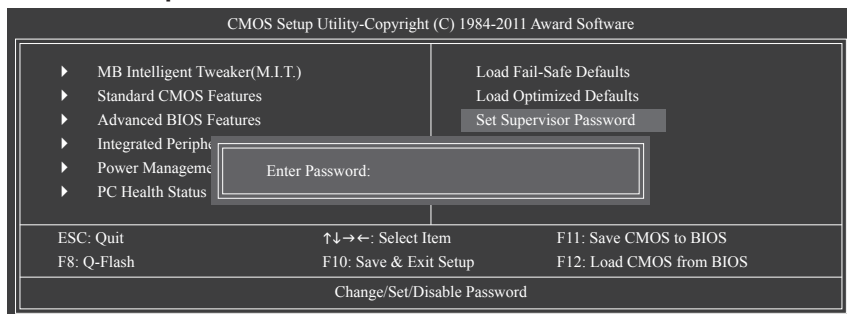 CMOS Setup Utility-Copyright (C) 1984-2011 Award Software
MB Intelligent Tweaker(M.I.T.)
Standard CMOS Features
Advanced BIOS Features
Integrated
Power
PC Health Status
Load Fail-Safe Defaults
Load Optimized Defaults
Set Supervisor Password
Enter Password:
ESC: Quit
↑↓→←: Select Item
F11: Save CMOS to BIOS
F8: Q-Flash
F10: Save & Exit Setup
F12: Load CMOS from BIOS
Change/Set/Disable Password